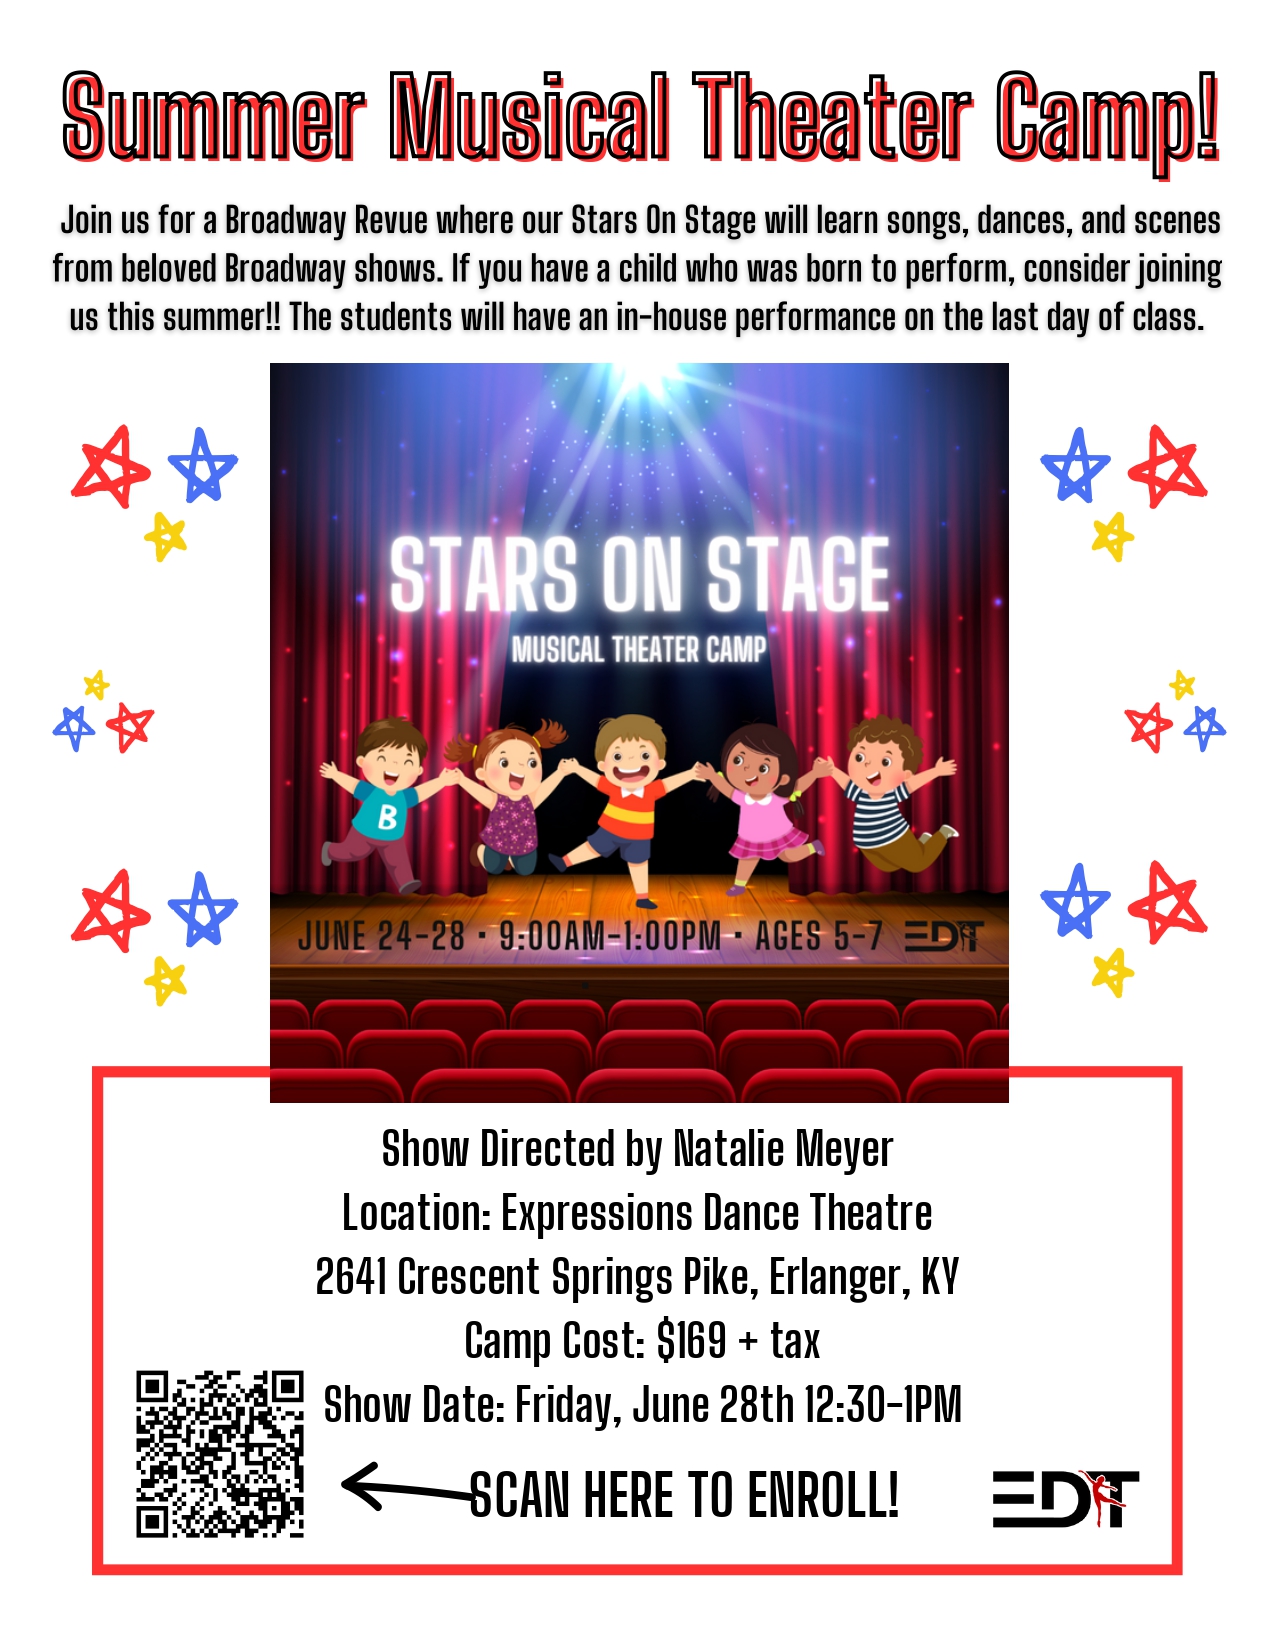 Summer Musical Theater Camp!
Join us for a Broadway Revue where our Stars On Stage will learn songs, dances, and scenes
from beloved Broadway shows. If you have a child who was born to perform, consider joining
us this summer!! The students will have an in-house performance on the last day of class.
STARS ON STAGE
MUSICAL THEATER CAMP
B
JUNE 24-28 · 9:00AM-1:00PM · AGES 5-7 EDT
Show Directed by Natalie Meyer
Location: Expressions Dance Theatre
2641 Crescent Springs Pike, Erlanger, KY
Camp Cost: $169 + tax
Show Date: Friday, June 28th 12:30-1PM
SCAN HERE TO ENROLL!
EDT